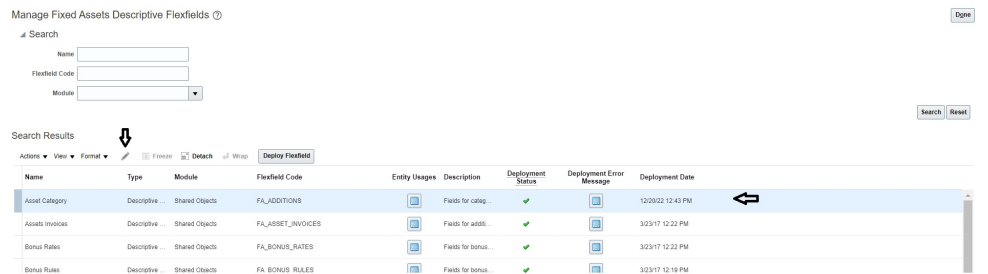 Manage Fixed Assets Descriptive Flexfields
Done
Search
Name
Flexfield Code
Module
Search Reset
Search Results
Actions View Format Freeze Detach Wrap Deploy Flexfield
Name Type Module Flexfield Code Entity Usages Description Deployment Status Deployment Error Message Deployment Date
Asset Category Descriptive ... Shared Objects FA_ADDITIONS Fields for categ... 12/20/22 12:43 PM
Assets Invoices Descriptive ... Shared Objects FA_ASSET_INVOICES Fields for additi... 3/23/17 12:22 PM
Bonus Rates Descriptive ... Shared Objects FA_BONUS_RATES Fields for bonus... 3/23/17 12:22 PM
Bonus Rules Descriptive ... Shared Objects FA_BONUS_RULES Fields for bonus... 3/23/17 12:19 PM